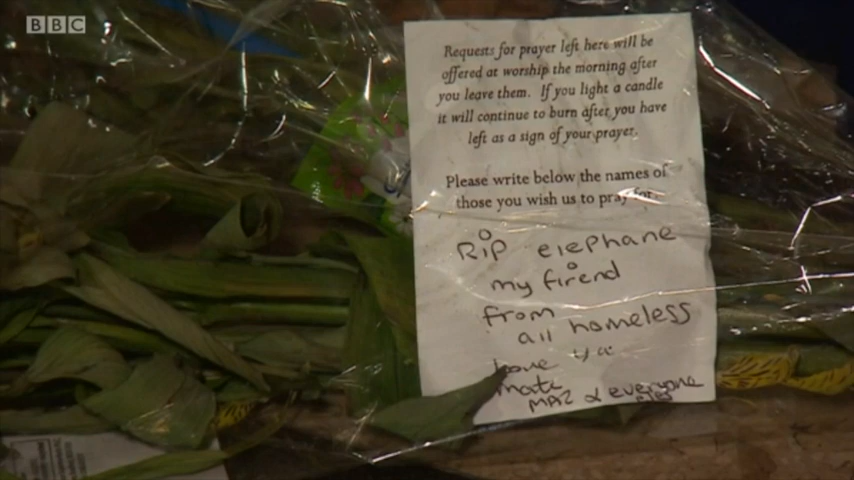 BBC
Requests for prayer left here will be
offered at worship the morning after
you leave them. If you light a candle
it will continue to burn after you have
left as a sign of your prayer.
Please write below the names of
those you wish us to pray for.
RiP elephane
my firend
from
all homeless
mate
MAZ & everyone